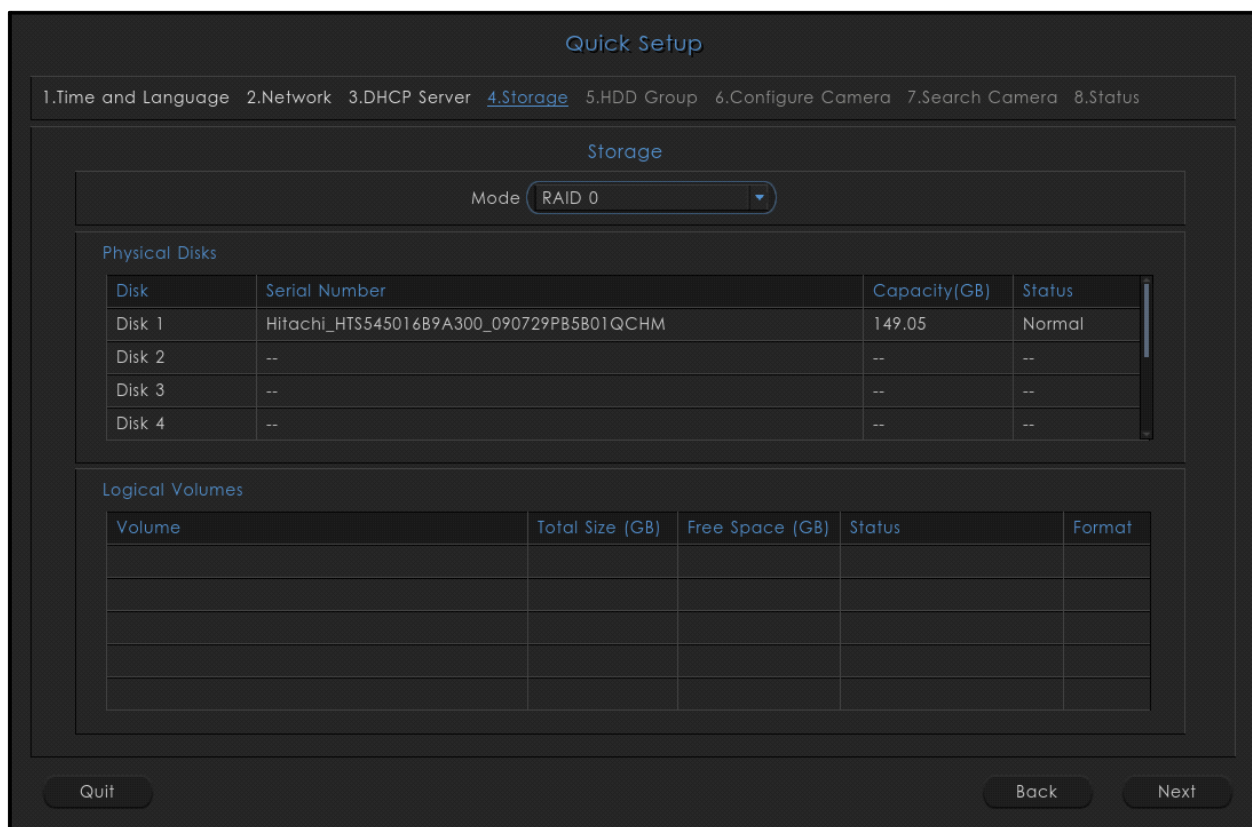 Quick Setup
1.Time and Language 2.Network 3.DHCP Server 4.Storage 5.HDD Group 6.Configure Camera 7.Search Camera 8.Status
Storage
Mode RAID 0
Physical Disks
Disk Serial Number Capacity(GB) Status
Disk 1 Hitachi_HTS545016B9A300_090729PB5B01QCHM 149.05 Normal
Disk 2 -- -- --
Disk 3 -- -- --
Disk 4 -- -- --
Logical Volumes
Volume Total Size (GB) Free Space (GB) Status Format
Quit Back Next